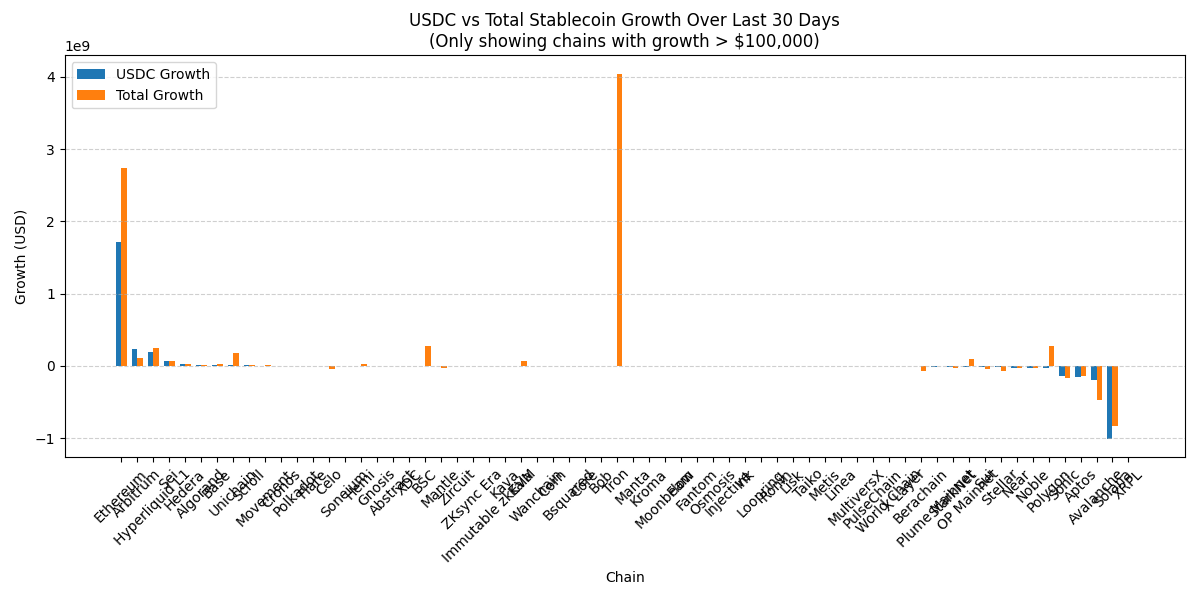 USDC vs Total Stablecoin Growth Over Last 30 Days
(Only showing chains with growth > $100,000)
1e9
USDC Growth
Total Growth
4
3
2
1
0
−1
Growth (USD)
Ethereum
Arbitrum
Hyperliquid L1
Sei
Hedera
Algorand
Base
Unichain
Scroll
Movement
Cronos
Polkadot
Celo
Soneium
Hemi
Gnosis
Abstract
BSC
Mantle
Zircuit
ZKsync Era
Kava
Immutable ZKEVM
Wanchain
Bsquared
Bob
Tron
Manta
Kroma
Moonbeam
Fantom
Osmosis
Injective
Loopring
Taiko
Metis
Linea
MultiversX
PulseChain
World Chain
X Layer
Berachain
Plume Mainnet
Starknet
OP Mainnet
Stellar
Near
Noble
Polygon
Sonic
Aptos
Avalanche
Solana
XRPL
Chain